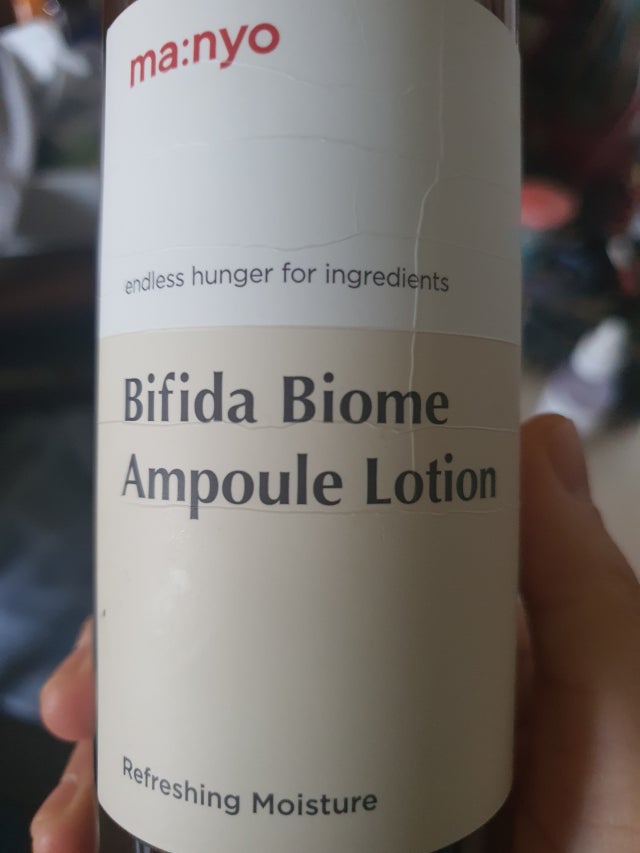 ma:nyo
endless hunger for ingredients
Bifida Biome
Ampoule Lotion
Refreshing Moisture